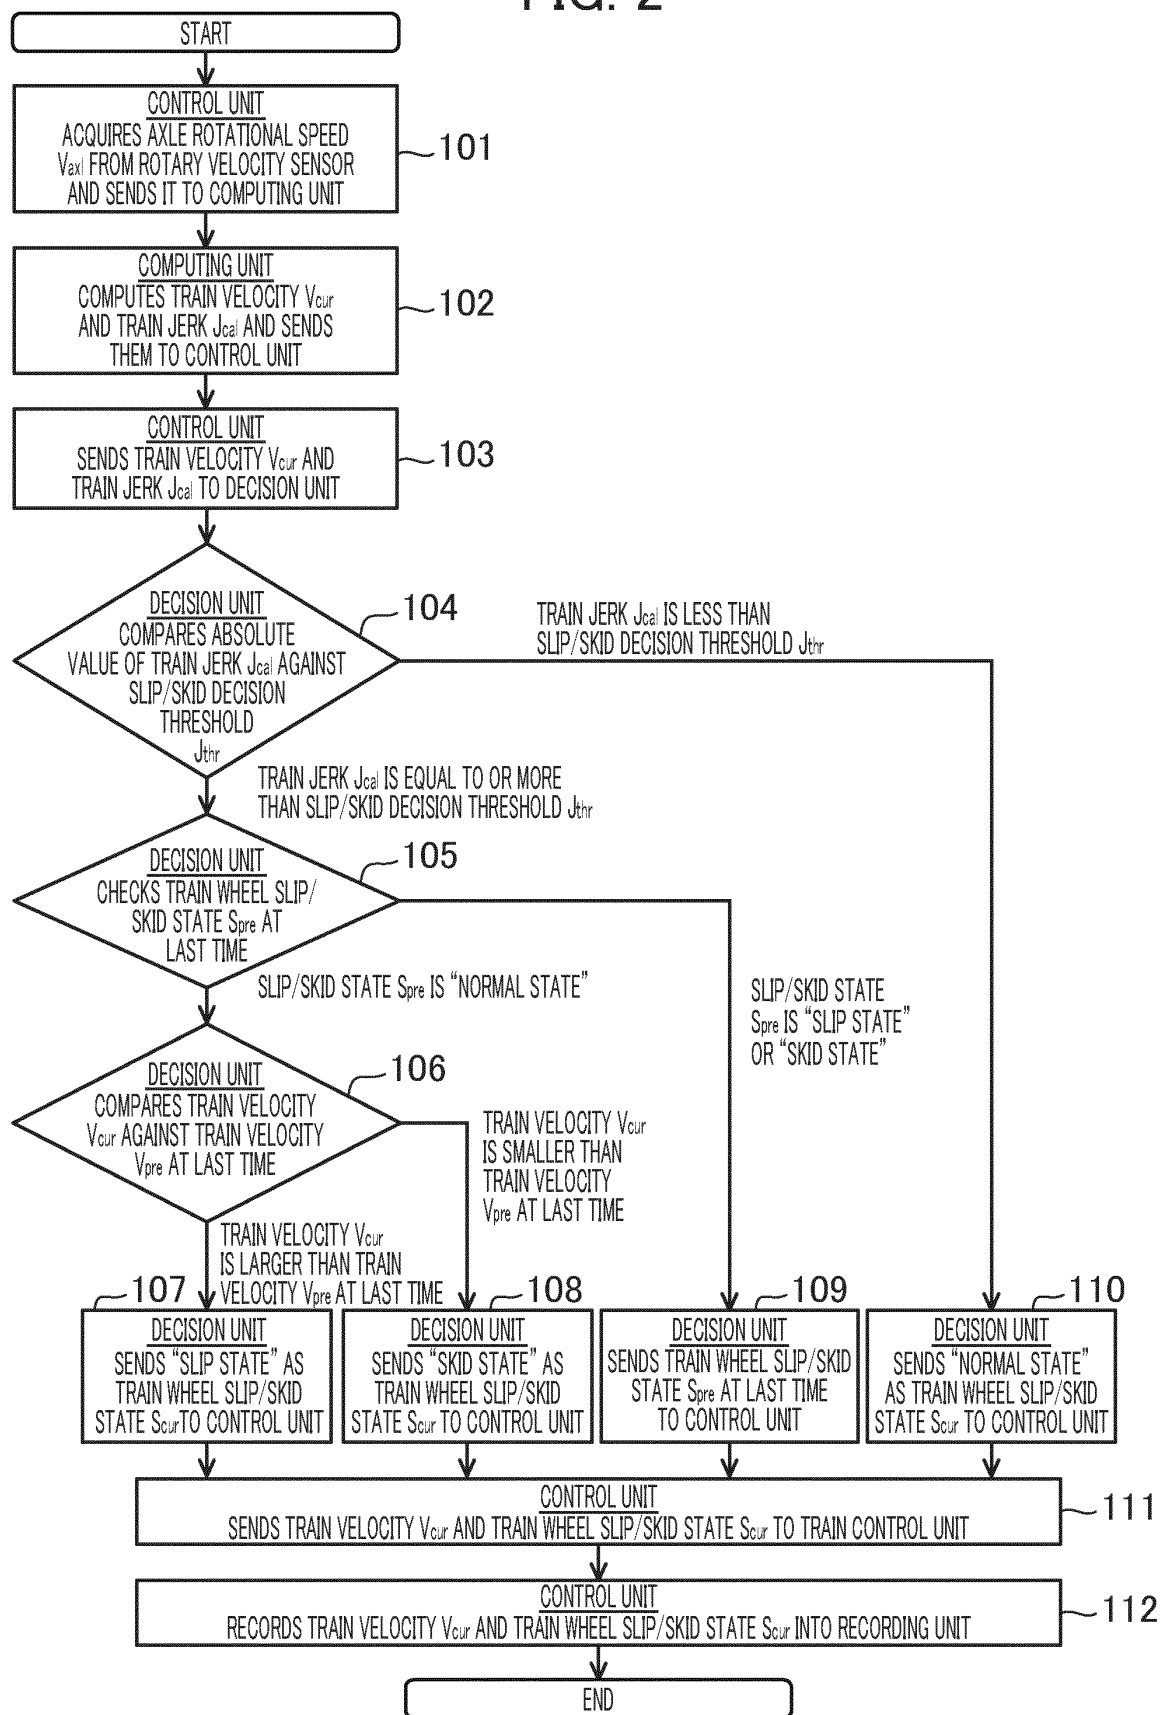 FIG. 2
START
CONTROL UNIT
ACQUIRES AXLE ROTATIONAL SPEED
Vaxl FROM ROTARY VELOCITY SENSOR
AND SENDS IT TO COMPUTING UNIT
101
COMPUTING UNIT
COMPUTES TRAIN VELOCITY Vcur
AND TRAIN JERK Jcal AND SENDS
THEM TO CONTROL UNIT
102
CONTROL UNIT
SENDS TRAIN VELOCITY Vcur AND
TRAIN JERK Jcal TO DECISION UNIT
103
DECISION UNIT
COMPARES ABSOLUTE
VALUE OF TRAIN JERK Jcal AGAINST
SLIP/SKID DECISION
THRESHOLD
Jthr
104
TRAIN JERK Jcal IS LESS THAN
SLIP/SKID DECISION THRESHOLD Jthr
TRAIN JERK Jcal IS EQUAL TO OR MORE
THAN SLIP/SKID DECISION THRESHOLD Jthr
DECISION UNIT
CHECKS TRAIN WHEEL SLIP/
SKID STATE Spre AT
LAST TIME
105
SLIP/SKID STATE Spre IS “NORMAL STATE”
SLIP/SKID STATE
Spre IS “SLIP STATE”
OR “SKID STATE”
DECISION UNIT
COMPARES TRAIN VELOCITY
Vcur AGAINST TRAIN VELOCITY
Vpre AT LAST TIME
106
TRAIN VELOCITY Vcur
IS SMALLER THAN
TRAIN VELOCITY
Vpre AT LAST TIME
TRAIN VELOCITY Vcur
IS LARGER THAN TRAIN
VELOCITY Vpre AT LAST TIME
107
DECISION UNIT
SENDS “SLIP STATE” AS
TRAIN WHEEL SLIP/SKID
STATE Scur TO CONTROL UNIT
108
DECISION UNIT
SENDS “SKID STATE” AS
TRAIN WHEEL SLIP/SKID
STATE Scur TO CONTROL UNIT
109
DECISION UNIT
SENDS TRAIN WHEEL SLIP/SKID
STATE Spre AT LAST TIME
TO CONTROL UNIT
110
DECISION UNIT
SENDS “NORMAL STATE”
AS TRAIN WHEEL SLIP/SKID
STATE Scur TO CONTROL UNIT
CONTROL UNIT
SENDS TRAIN VELOCITY Vcur AND TRAIN WHEEL SLIP/SKID STATE Scur TO TRAIN CONTROL UNIT
111
CONTROL UNIT
RECORDS TRAIN VELOCITY Vcur AND TRAIN WHEEL SLIP/SKID STATE Scur INTO RECORDING UNIT
112
END